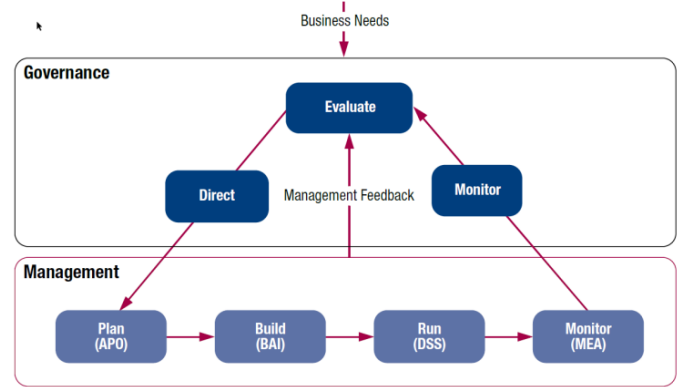 Business Needs
Governance
Evaluate
Direct
Management Feedback
Monitor
Management
Plan
(APO)
Build
(BAI)
Run
(DSS)
Monitor
(MEA)